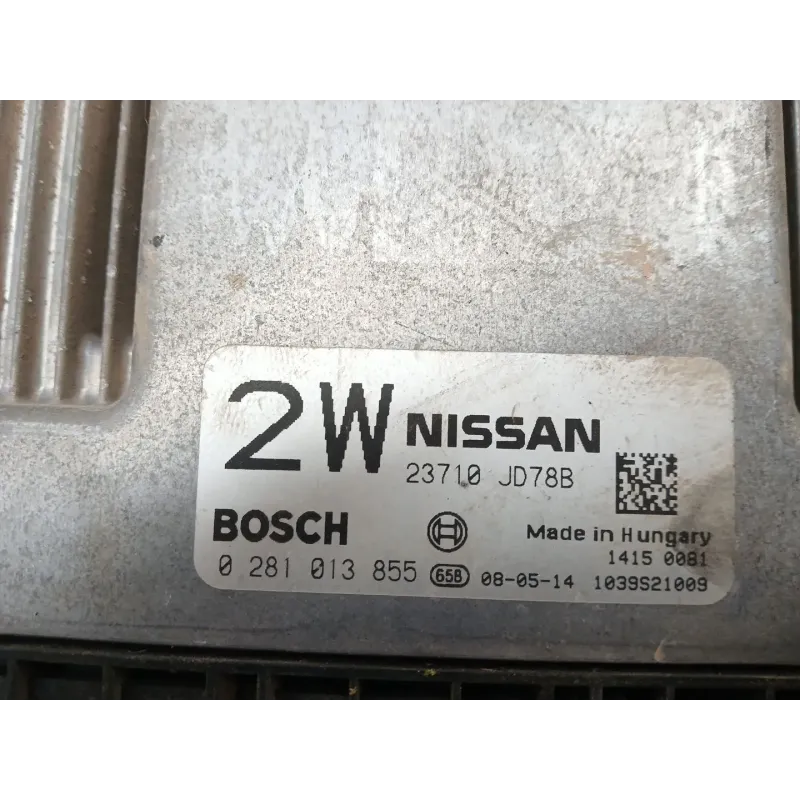 2W NISSAN
23710 JD78B
BOSCH Made in Hungary
1415 0081
0 281 013 855 658 08-05-14 1039S21009